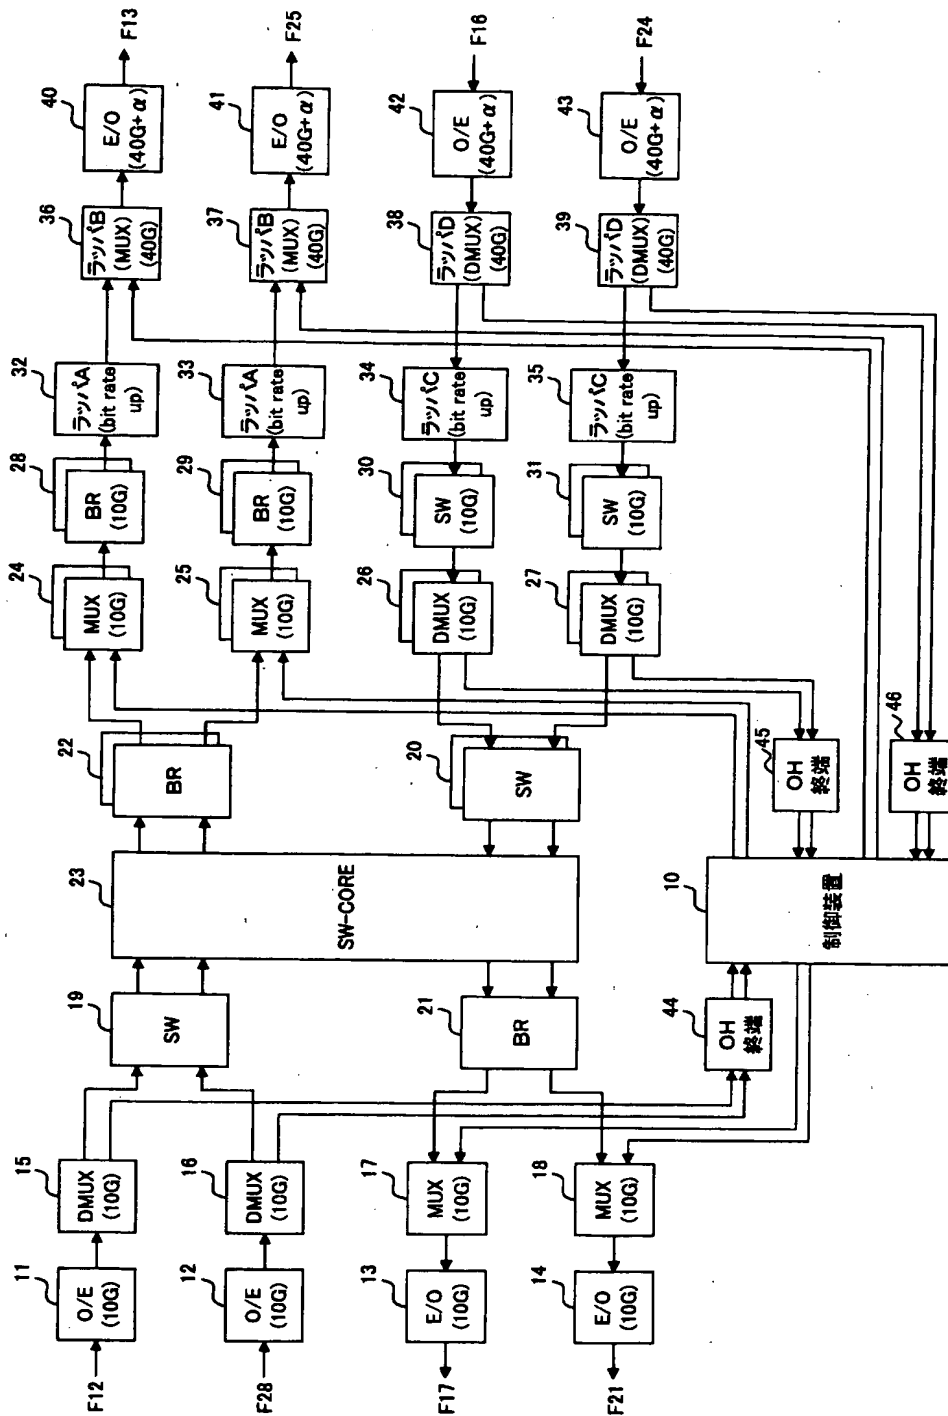 F12
11
O/E
(10G)
15
DMUX
(10G)
F28
12
O/E
(10G)
16
DMUX
(10G)
F17
13
E/O
(10G)
17
MUX
(10G)
F21
14
E/O
(10G)
18
MUX
(10G)
19
SW
21
BR
44
OH
終端
23
SW-CORE
10
制御装置
22
BR
20
SW
45
OH
終端
46
OH
終端
24
MUX
(10G)
28
BR
(10G)
32
ラッパA
(bit rate
up)
36
ラッパB
(MUX)
(40G)
40
E/O
(40G+α)
F13
25
MUX
(10G)
29
BR
(10G)
33
ラッパA
(bit rate
up)
37
ラッパB
(MUX)
(40G)
41
E/O
(40G+α)
F25
26
DMUX
(10G)
30
SW
(10G)
34
ラッパC
(bit rate
up)
38
ラッパD
(DMUX)
(40G)
42
O/E
(40G+α)
F16
27
DMUX
(10G)
31
SW
(10G)
35
ラッパC
(bit rate
up)
39
ラッパD
(DMUX)
(40G)
43
O/E
(40G+α)
F24